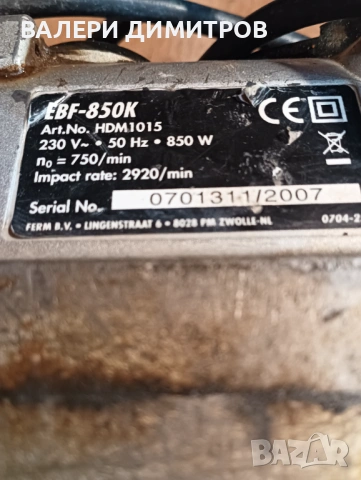 ВАЛЕРИ ДИМИТРОВ
EBF-850K
Art.No. HDM1015
230 V~ • 50 Hz • 850 W
n₀ = 750/min
Impact rate: 2920/min
Serial No. 0701311/2007
FERM B.V. • LINGENSTRAAT 6 • 8028 PM ZWOLLE-NL 0704-2
CE
BAZAR